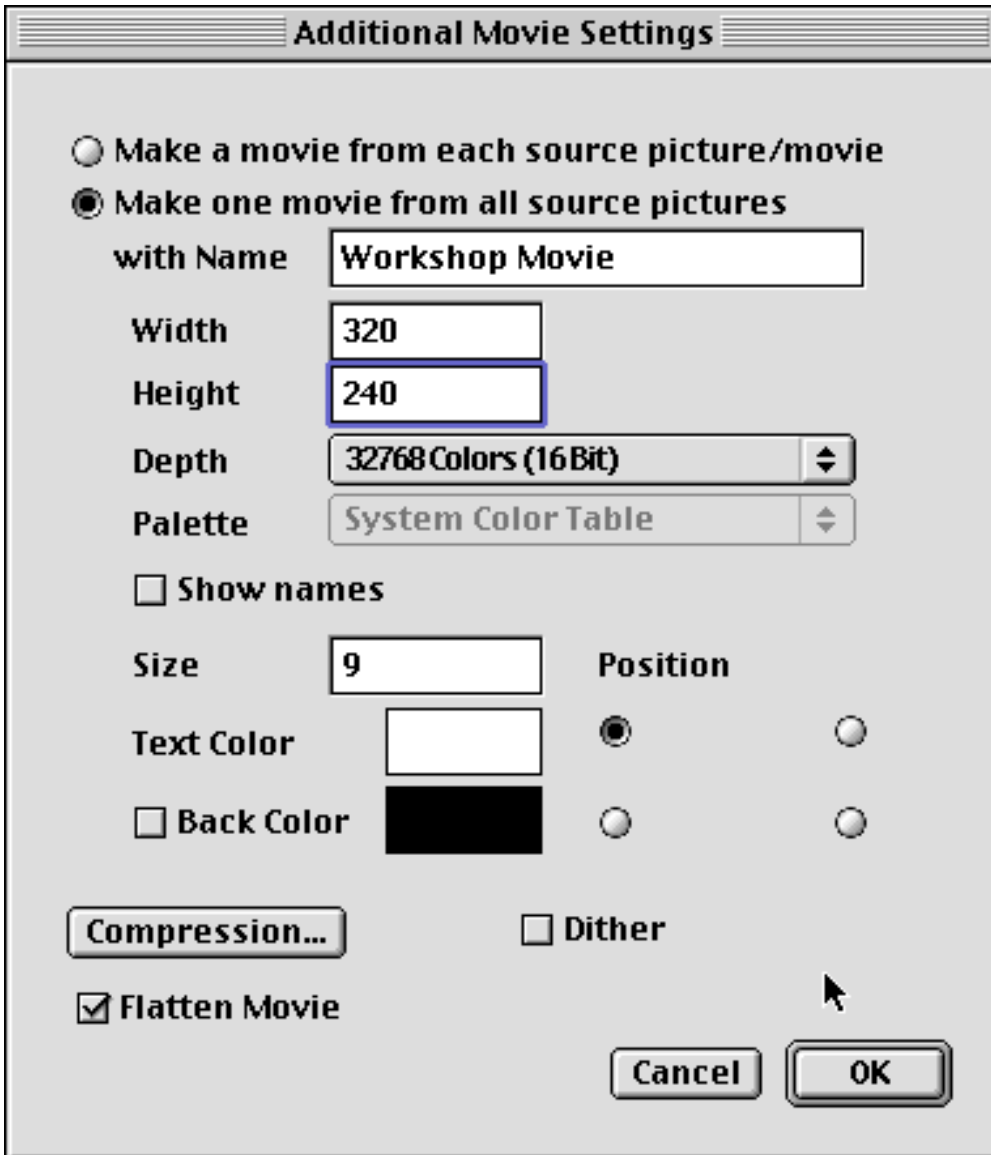 Additional Movie Settings
Make a movie from each source picture/movie
Make one movie from all source pictures
with Name Workshop Movie
Width 320
Height 240
Depth 32768 Colors (16 Bit)
Palette System Color Table
Show names
Size 9 Position
Text Color
Back Color
Compression... Dither
Flatten Movie
Cancel OK